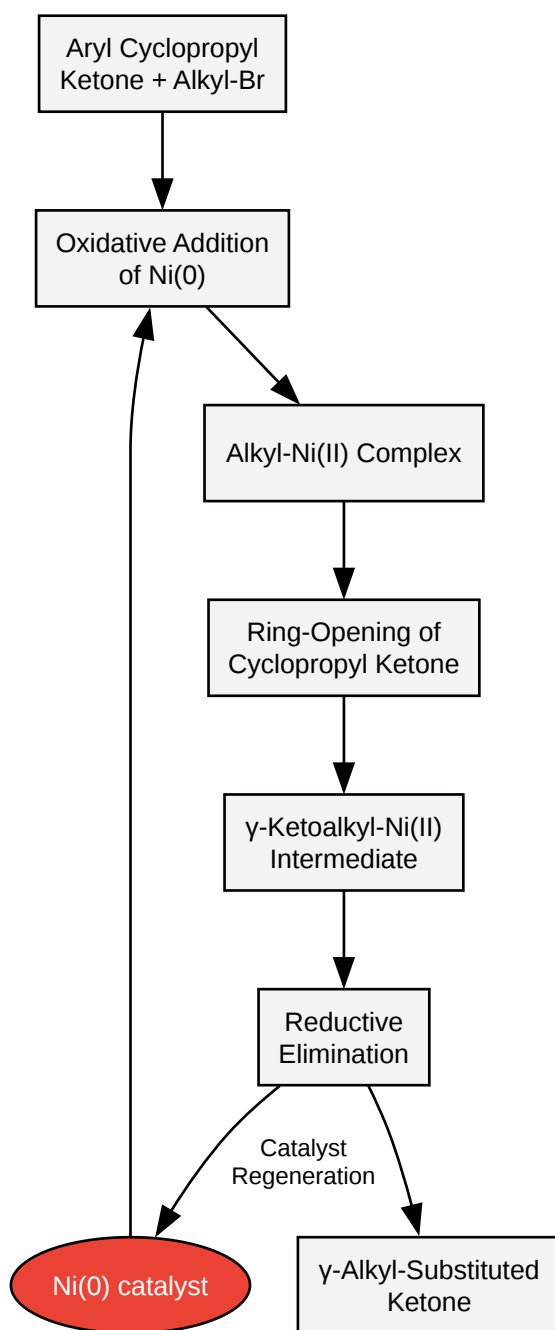 Aryl Cyclopropyl
Ketone + Alkyl-Br
Oxidative Addition
of Ni(0)
Alkyl-Ni(II) Complex
Ring-Opening of
Cyclopropyl Ketone
γ-Ketoalkyl-Ni(II)
Intermediate
Reductive
Elimination
Catalyst
Regeneration
Ni(0) catalyst
γ-Alkyl-Substituted
Ketone